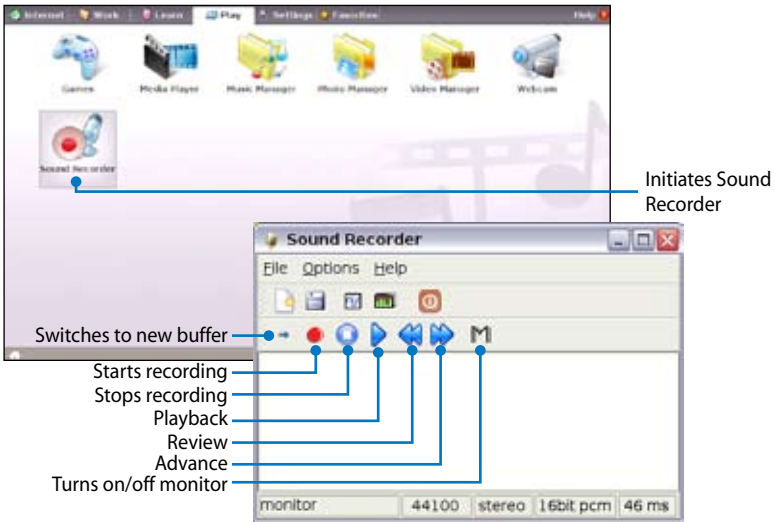 Internet Work Learn Play Settings Favorites Help
Games Media Player Music Manager Photo Manager Video Manager Webcam
Sound Recorder
Initiates Sound
Recorder
Sound Recorder
File Options Help
Switches to new buffer
M
Starts recording
Stops recording
Playback
Review
Advance
Turns on/off monitor
monitor 44100 stereo 16bit pcm 46 ms